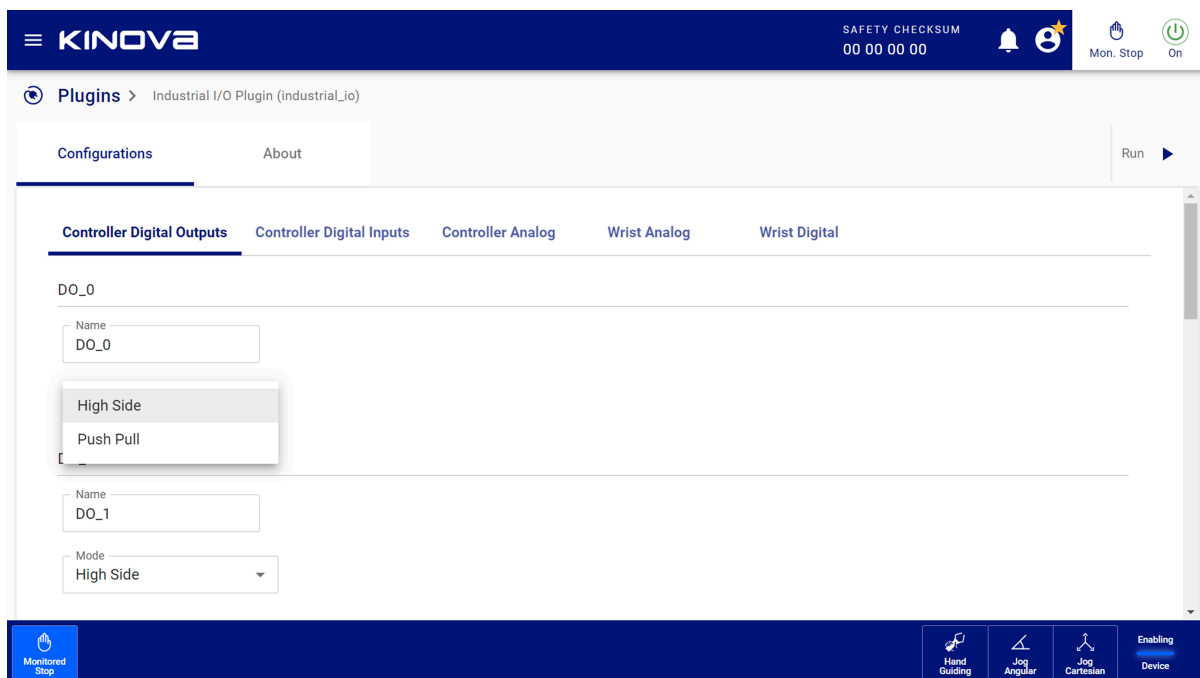 KINOVA
SAFETY CHECKSUM
00 00 00 00
Mon. Stop
On
Plugins > Industrial I/O Plugin (industrial_io)
Configurations
About
Run
Controller Digital Outputs
Controller Digital Inputs
Controller Analog
Wrist Analog
Wrist Digital
DO_0
Name
DO_0
High Side
Push Pull
Name
DO_1
Mode
High Side
Monitored
Stop
Hand
Guiding
Jog
Angular
Jog
Cartesian
Enabling
Device